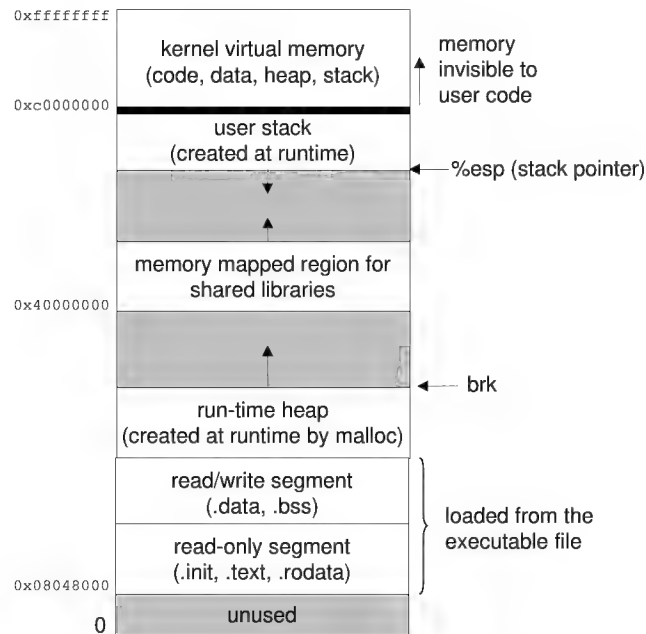 0xffffffff
kernel virtual memory
(code, data, heap, stack)
memory
invisible to
user code
0xc0000000
user stack
(created at runtime)
%esp (stack pointer)
memory mapped region for
shared libraries
0x40000000
brk
run-time heap
(created at runtime by malloc)
read/write segment
(.data, .bss)
loaded from the
executable file
read-only segment
(.init, .text, .rodata)
0x08048000
unused
0